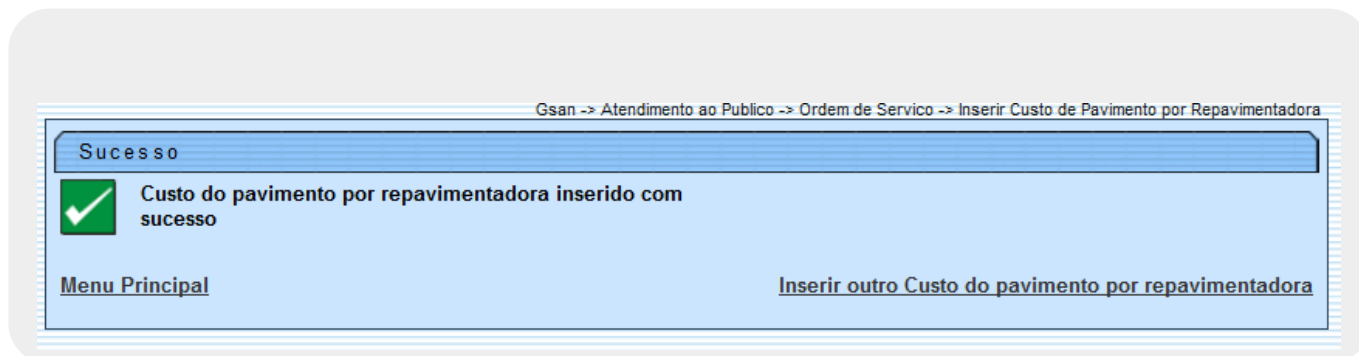 Gsan -> Atendimento ao Publico -> Ordem de Servico -> Inserir Custo de Pavimento por Repavimentadora
Sucesso
Custo do pavimento por repavimentadora inserido com
sucesso
Menu Principal
Inserir outro Custo do pavimento por repavimentadora